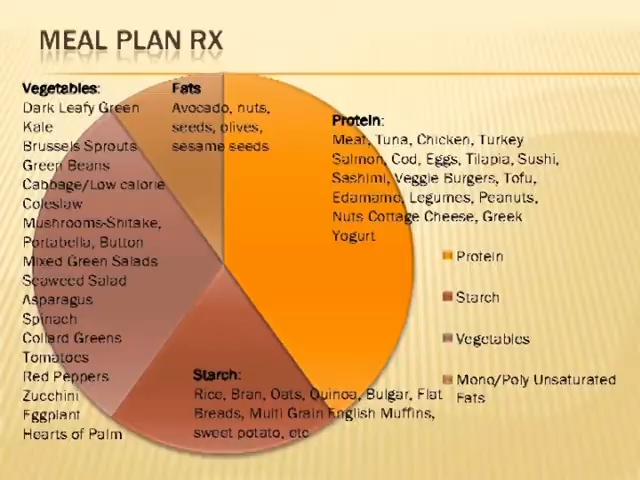 MEAL PLAN RX
Vegetables:
Dark Leafy Green
Kale
Brussels Sprouts
Green Beans
Cabbage/Low calorie
Coleslaw
Mushrooms-Shitake,
Portabella, Button
Mixed Green Salads
Seaweed Salad
Asparagus
Spinach
Collard Greens
Tomatoes
Red Peppers
Zucchini
Eggplant
Hearts of Palm
Fats
Avocado, nuts,
seeds, olives,
sesame seeds
Protein:
Meat, Tuna, Chicken, Turkey
Salmon, Cod, Eggs, Tilapia, Sushi,
Sashimi, Veggie Burgers, Tofu,
Edamame, Legumes, Peanuts,
Nuts Cottage Cheese, Greek
Yogurt
Starch:
Rice, Bran, Oats, Quinoa, Bulgar, Flat
Breads, Multi Grain English Muffins,
sweet potato, etc
Protein
Starch
Vegetables
Mono/Poly Unsaturated
Fats